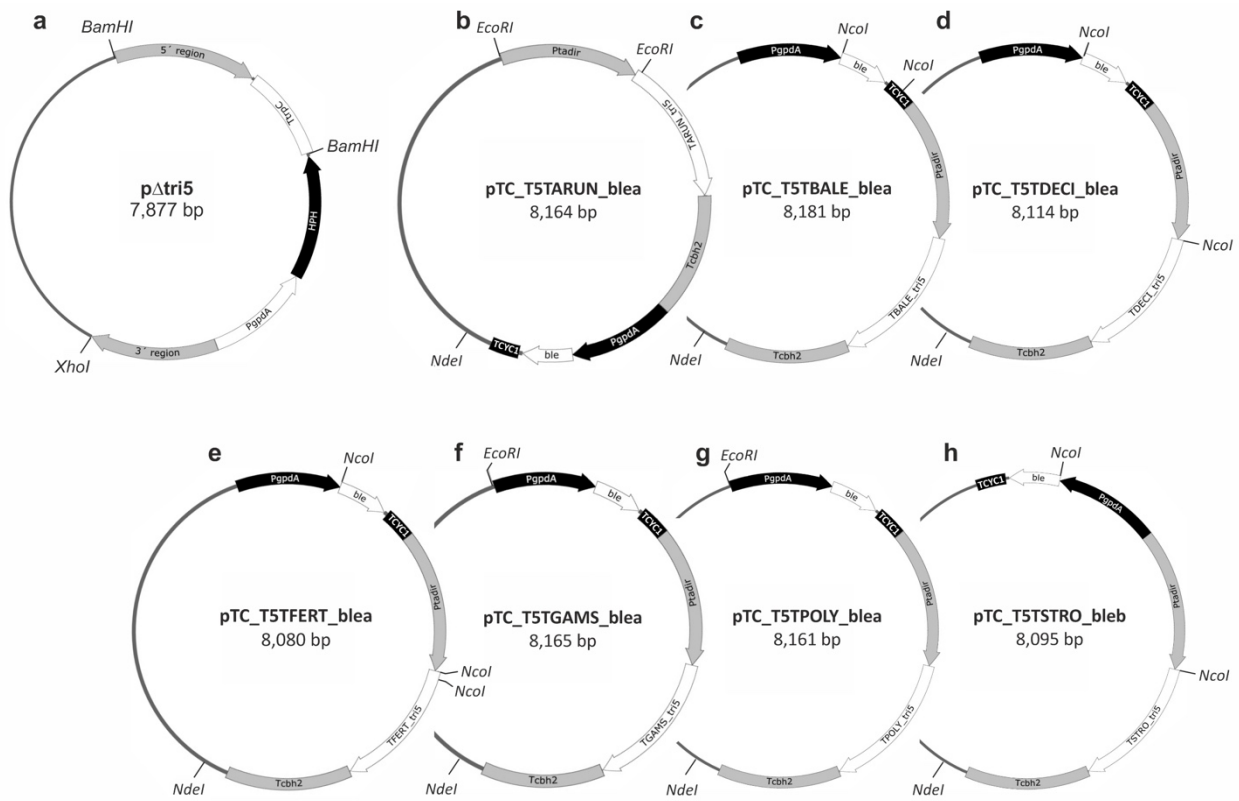 a
BamHI
5´ region
TtrpC
BamHI
HPH
PgpdA
3´ region
XhoI
pΔtri5
7,877 bp
b
EcoRI
Ptadir
EcoRI
TARUN_tri5
Tcbh2
PgpdA
ble
TCYC1
NdeI
pTC_T5TARUN_blea
8,164 bp
c
PgpdA
NcoI
ble
NcoI
TCYC1
Ptadir
TBALE_tri5
Tcbh2
NdeI
pTC_T5TBALE_blea
8,181 bp
d
PgpdA
NcoI
ble
TCYC1
Ptadir
NcoI
TDECI_tri5
Tcbh2
NdeI
pTC_T5TDECI_blea
8,114 bp
e
PgpdA
NcoI
ble
TCYC1
Ptadir
NcoI
NcoI
TFERT_tri5
Tcbh2
NdeI
pTC_T5TFERT_blea
8,080 bp
f
EcoRI
PgpdA
ble
TCYC1
Ptadir
TGAMS_tri5
Tcbh2
NdeI
pTC_T5TGAMS_blea
8,165 bp
g
EcoRI
PgpdA
ble
TCYC1
Ptadir
TPOLY_tri5
Tcbh2
NdeI
pTC_T5TPOLY_blea
8,161 bp
h
TCYC1
ble
NcoI
PgpdA
Ptadir
NcoI
TSTRO_tri5
Tcbh2
NdeI
pTC_T5TSTRO_bleb
8,095 bp